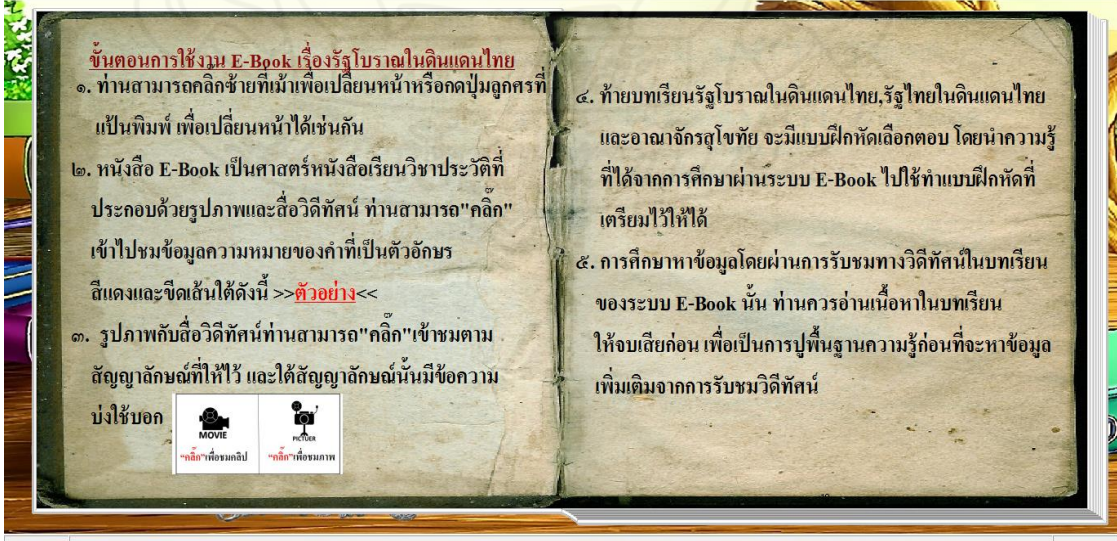 ขั้นตอนการใช้งาน E-Book เรื่องรัฐโบราณในดินแดนไทย
๑. ท่านสามารถคลิกซ้ายที่เม้าเพื่อเปลี่ยนหน้าหรือกดปุ่มลูกศรที่
แป้นพิมพ์ เพื่อเปลี่ยนหน้าได้เช่นกัน
๒. หนังสือ E-Book เป็นศาสตร์หนังสือเรียนวิชาประวัติที่
ประกอบด้วยรูปภาพและสื่อวิดีทัศน์ ท่านสามารถ"คลิ๊ก"
เข้าไปชมข้อมูลความหมายของคำที่เป็นตัวอักษร
สีแดงและขีดเส้นใต้ดังนี้ >>ตัวอย่าง<<
๓. รูปภาพกับสื่อวิดีทัศน์ท่านสามารถ"คลิ๊ก"เข้าชมตาม
สัญญาลักษณ์ที่ให้ไว้ และใต้สัญญาลักษณ์นั้นมีข้อความ
บ่งใช้บอก
MOVIE
"คลิ๊ก"เพื่อชมคลิป
PICTUER
"คลิ๊ก"เพื่อชมภาพ
๔. ท้ายบทเรียนรัฐโบราณในดินแดนไทย,รัฐไทยในดินแดนไทย
และอาณาจักรสุโขทัย จะมีแบบฝึกหัดเลือกตอบ โดยนำความรู้
ที่ได้จากการศึกษาผ่านระบบ E-Book ไปใช้ทำแบบฝึกหัดที่
เตรียมไว้ให้ได้
๕. การศึกษาหาข้อมูลโดยผ่านการรับชมทางวิดีทัศน์ในบทเรียน
ของระบบ E-Book นั้น ท่านควรอ่านเนื้อหาในบทเรียน
ให้จบเสียก่อน เพื่อเป็นการปูพื้นฐานความรู้ก่อนที่จะหาข้อมูล
เพิ่มเติมจากการรับชมวิดีทัศน์